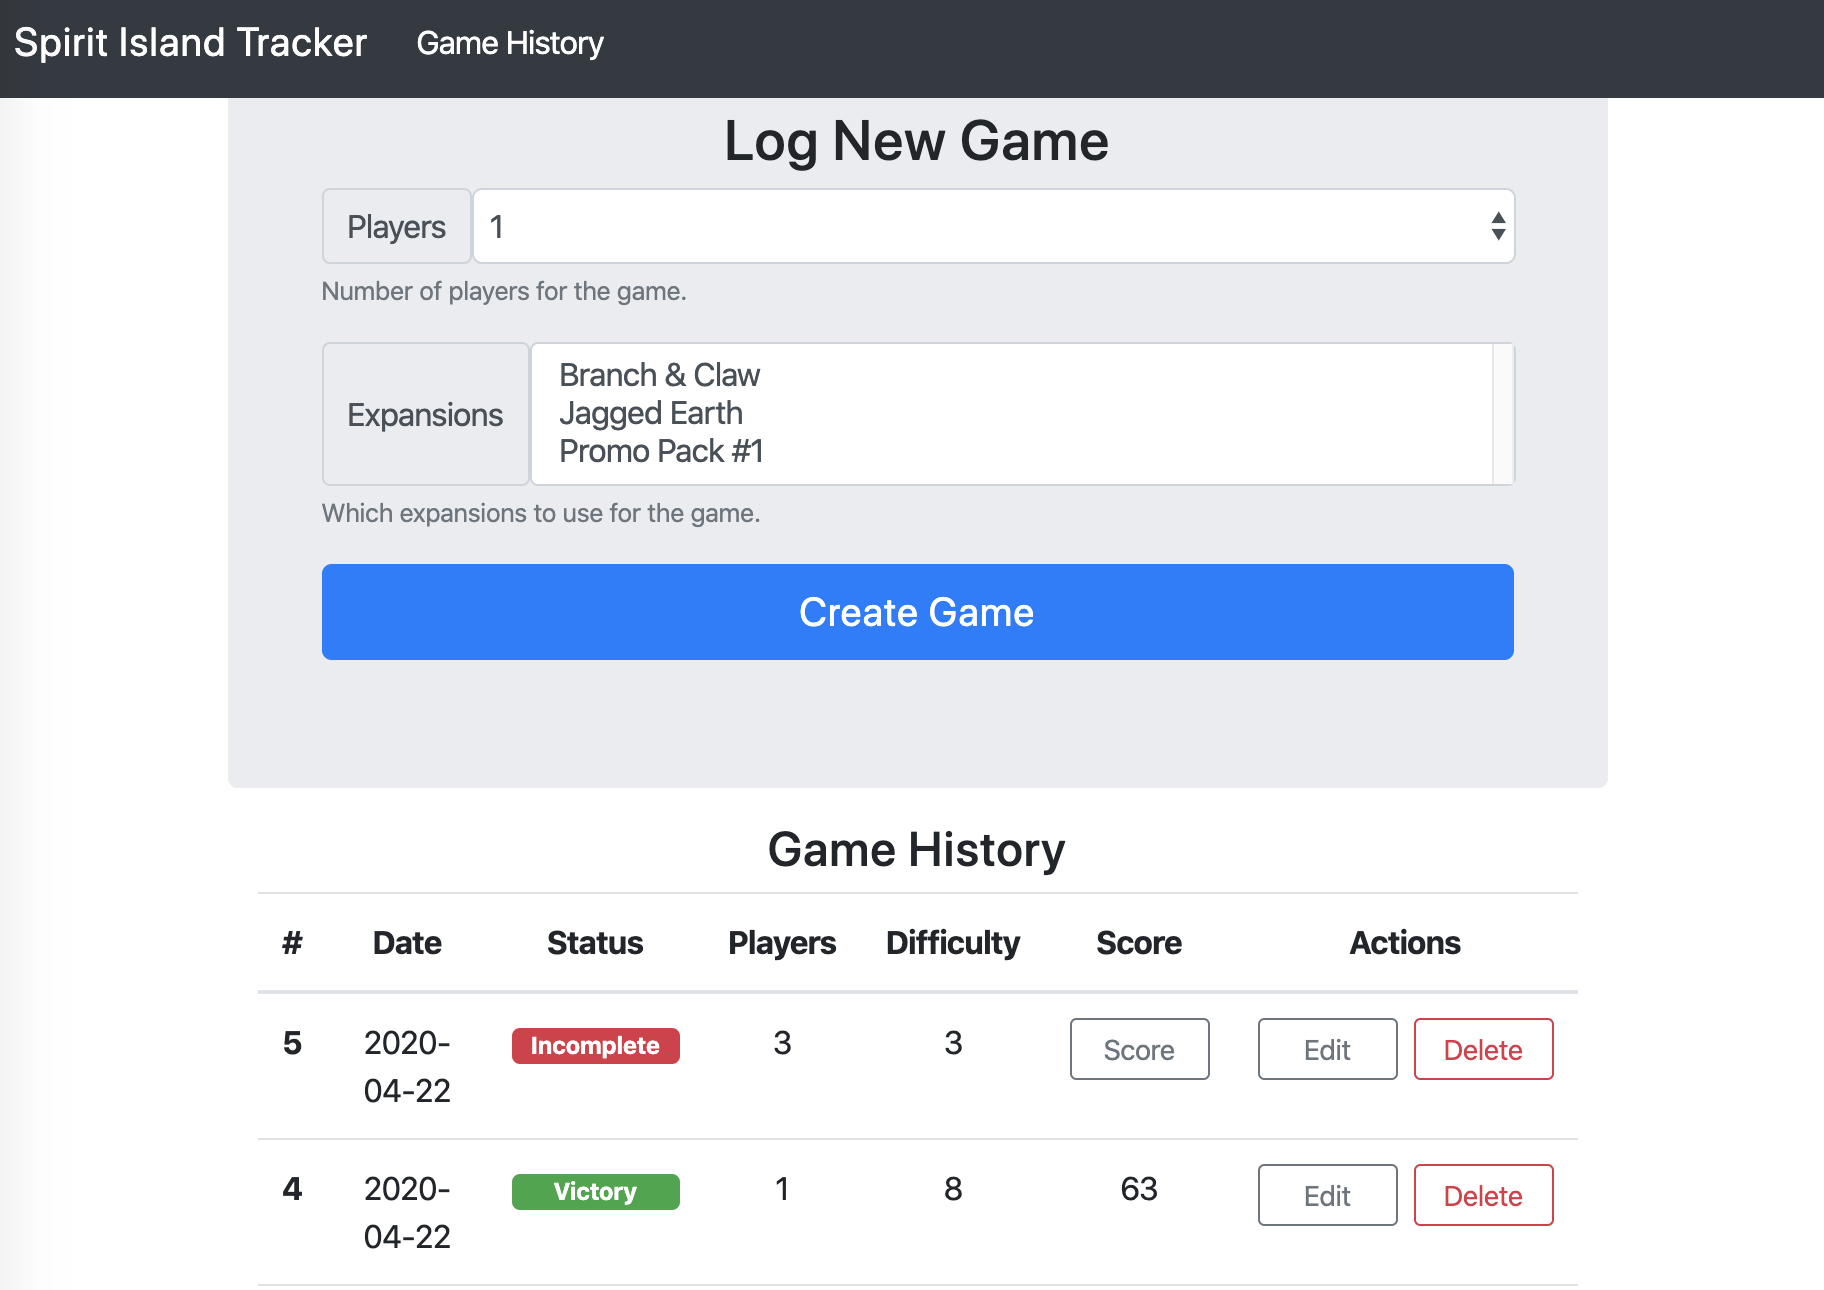 Spirit Island Tracker Game History
Log New Game
Players 1
Number of players for the game.
Expansions
Branch & Claw
Jagged Earth
Promo Pack #1
Which expansions to use for the game.
Create Game
Game History
# Date Status Players Difficulty Score Actions
5 2020-04-22 Incomplete 3 3 Score Edit Delete
4 2020-04-22 Victory 1 8 63 Edit Delete